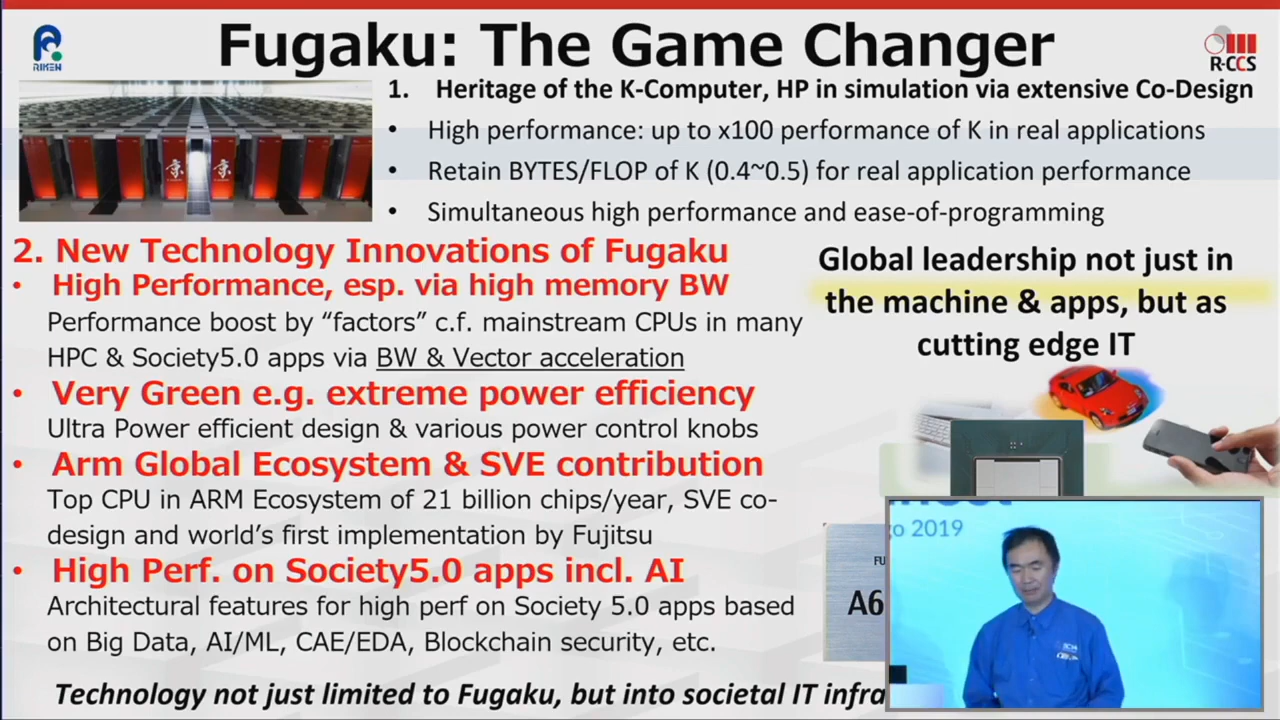 Fugaku: The Game Changer
RIKEN
R-CCS
1. Heritage of the K-Computer, HP in simulation via extensive Co-Design
• High performance: up to x100 performance of K in real applications
• Retain BYTES/FLOP of K (0.4~0.5) for real application performance
• Simultaneous high performance and ease-of-programming
京 京
2. New Technology Innovations of Fugaku
• High Performance, esp. via high memory BW
Performance boost by “factors” c.f. mainstream CPUs in many
HPC & Society5.0 apps via BW & Vector acceleration
• Very Green e.g. extreme power efficiency
Ultra Power efficient design & various power control knobs
• Arm Global Ecosystem & SVE contribution
Top CPU in ARM Ecosystem of 21 billion chips/year, SVE co-
design and world’s first implementation by Fujitsu
• High Perf. on Society5.0 apps incl. AI
Architectural features for high perf on Society 5.0 apps based
on Big Data, AI/ML, CAE/EDA, Blockchain security, etc.
Global leadership not just in
the machine & apps, but as
cutting edge IT
FU
A6
go 2019
Technology not just limited to Fugaku, but into societal IT infra